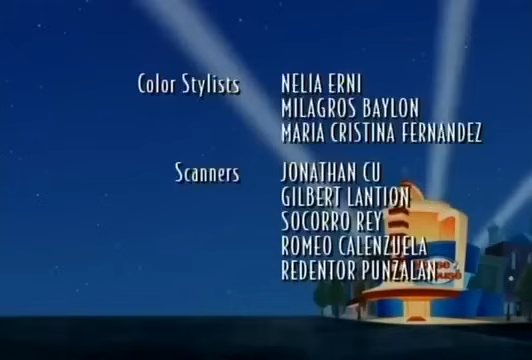 Color Stylists NELIA ERNI
MILAGROS BAYLON
MARIA CRISTINA FERNANDEZ
Scanners JONATHAN CU
GILBERT LANTION
SOCORRO REY
ROMEO CALENZUELA
REDENTOR PUNZALAN